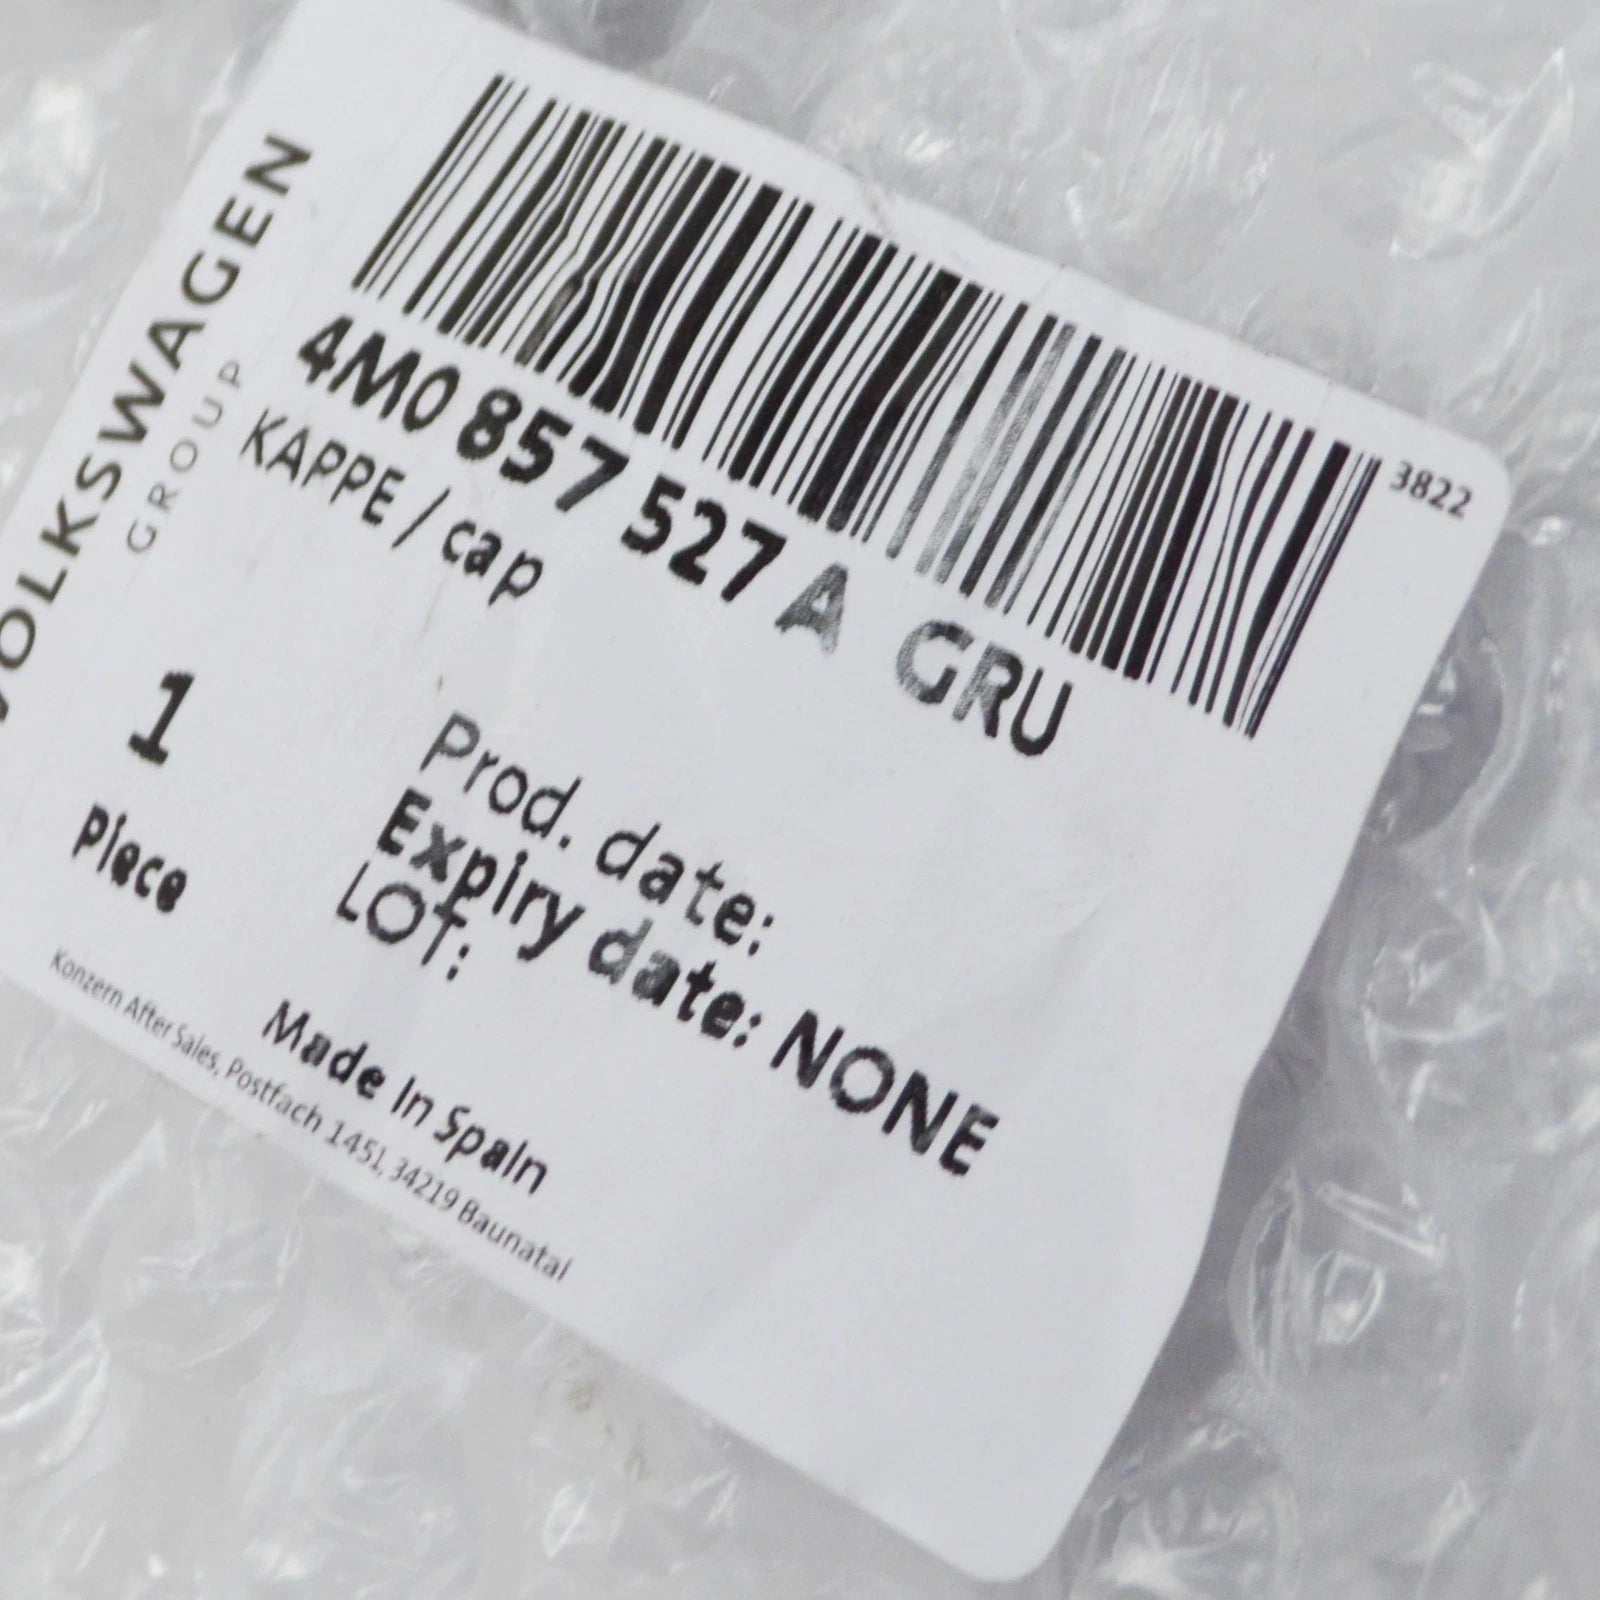 VOLKSWAGEN
GROUP
3822
4M0 857 527 A GRU
KAPPE / cap
1
Piece
Prod. date:
Expiry date: NONE
LOT:
Made in Spain
Konzern After Sales, Postfach 1451, 34219 Baunatal